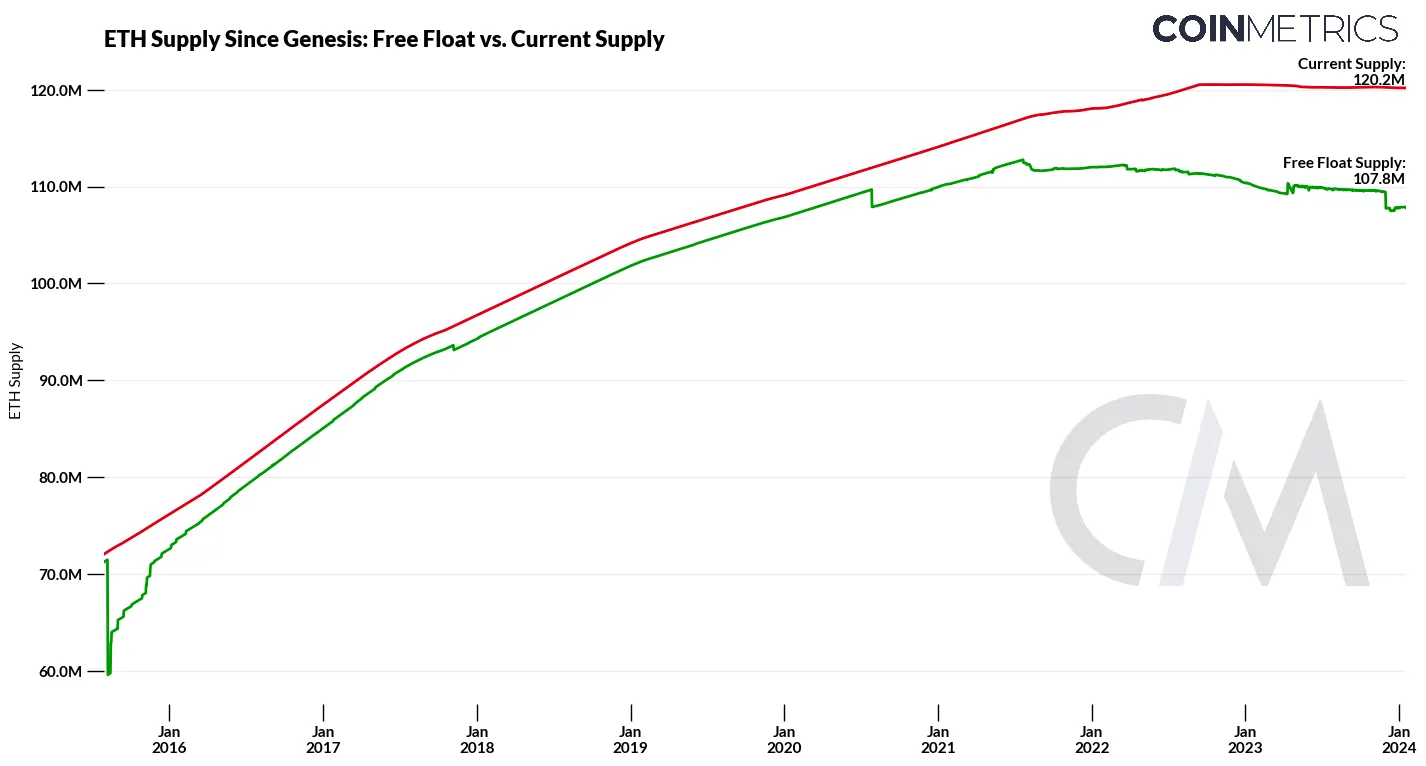 ETH Supply Since Genesis: Free Float vs. Current Supply
COINMETRICS
Current Supply:
120.2M
Free Float Supply:
107.8M
120.0M
110.0M
100.0M
90.0M
80.0M
70.0M
60.0M
ETH Supply
CM
Jan
2016
Jan
2017
Jan
2018
Jan
2019
Jan
2020
Jan
2021
Jan
2022
Jan
2023
Jan
2024